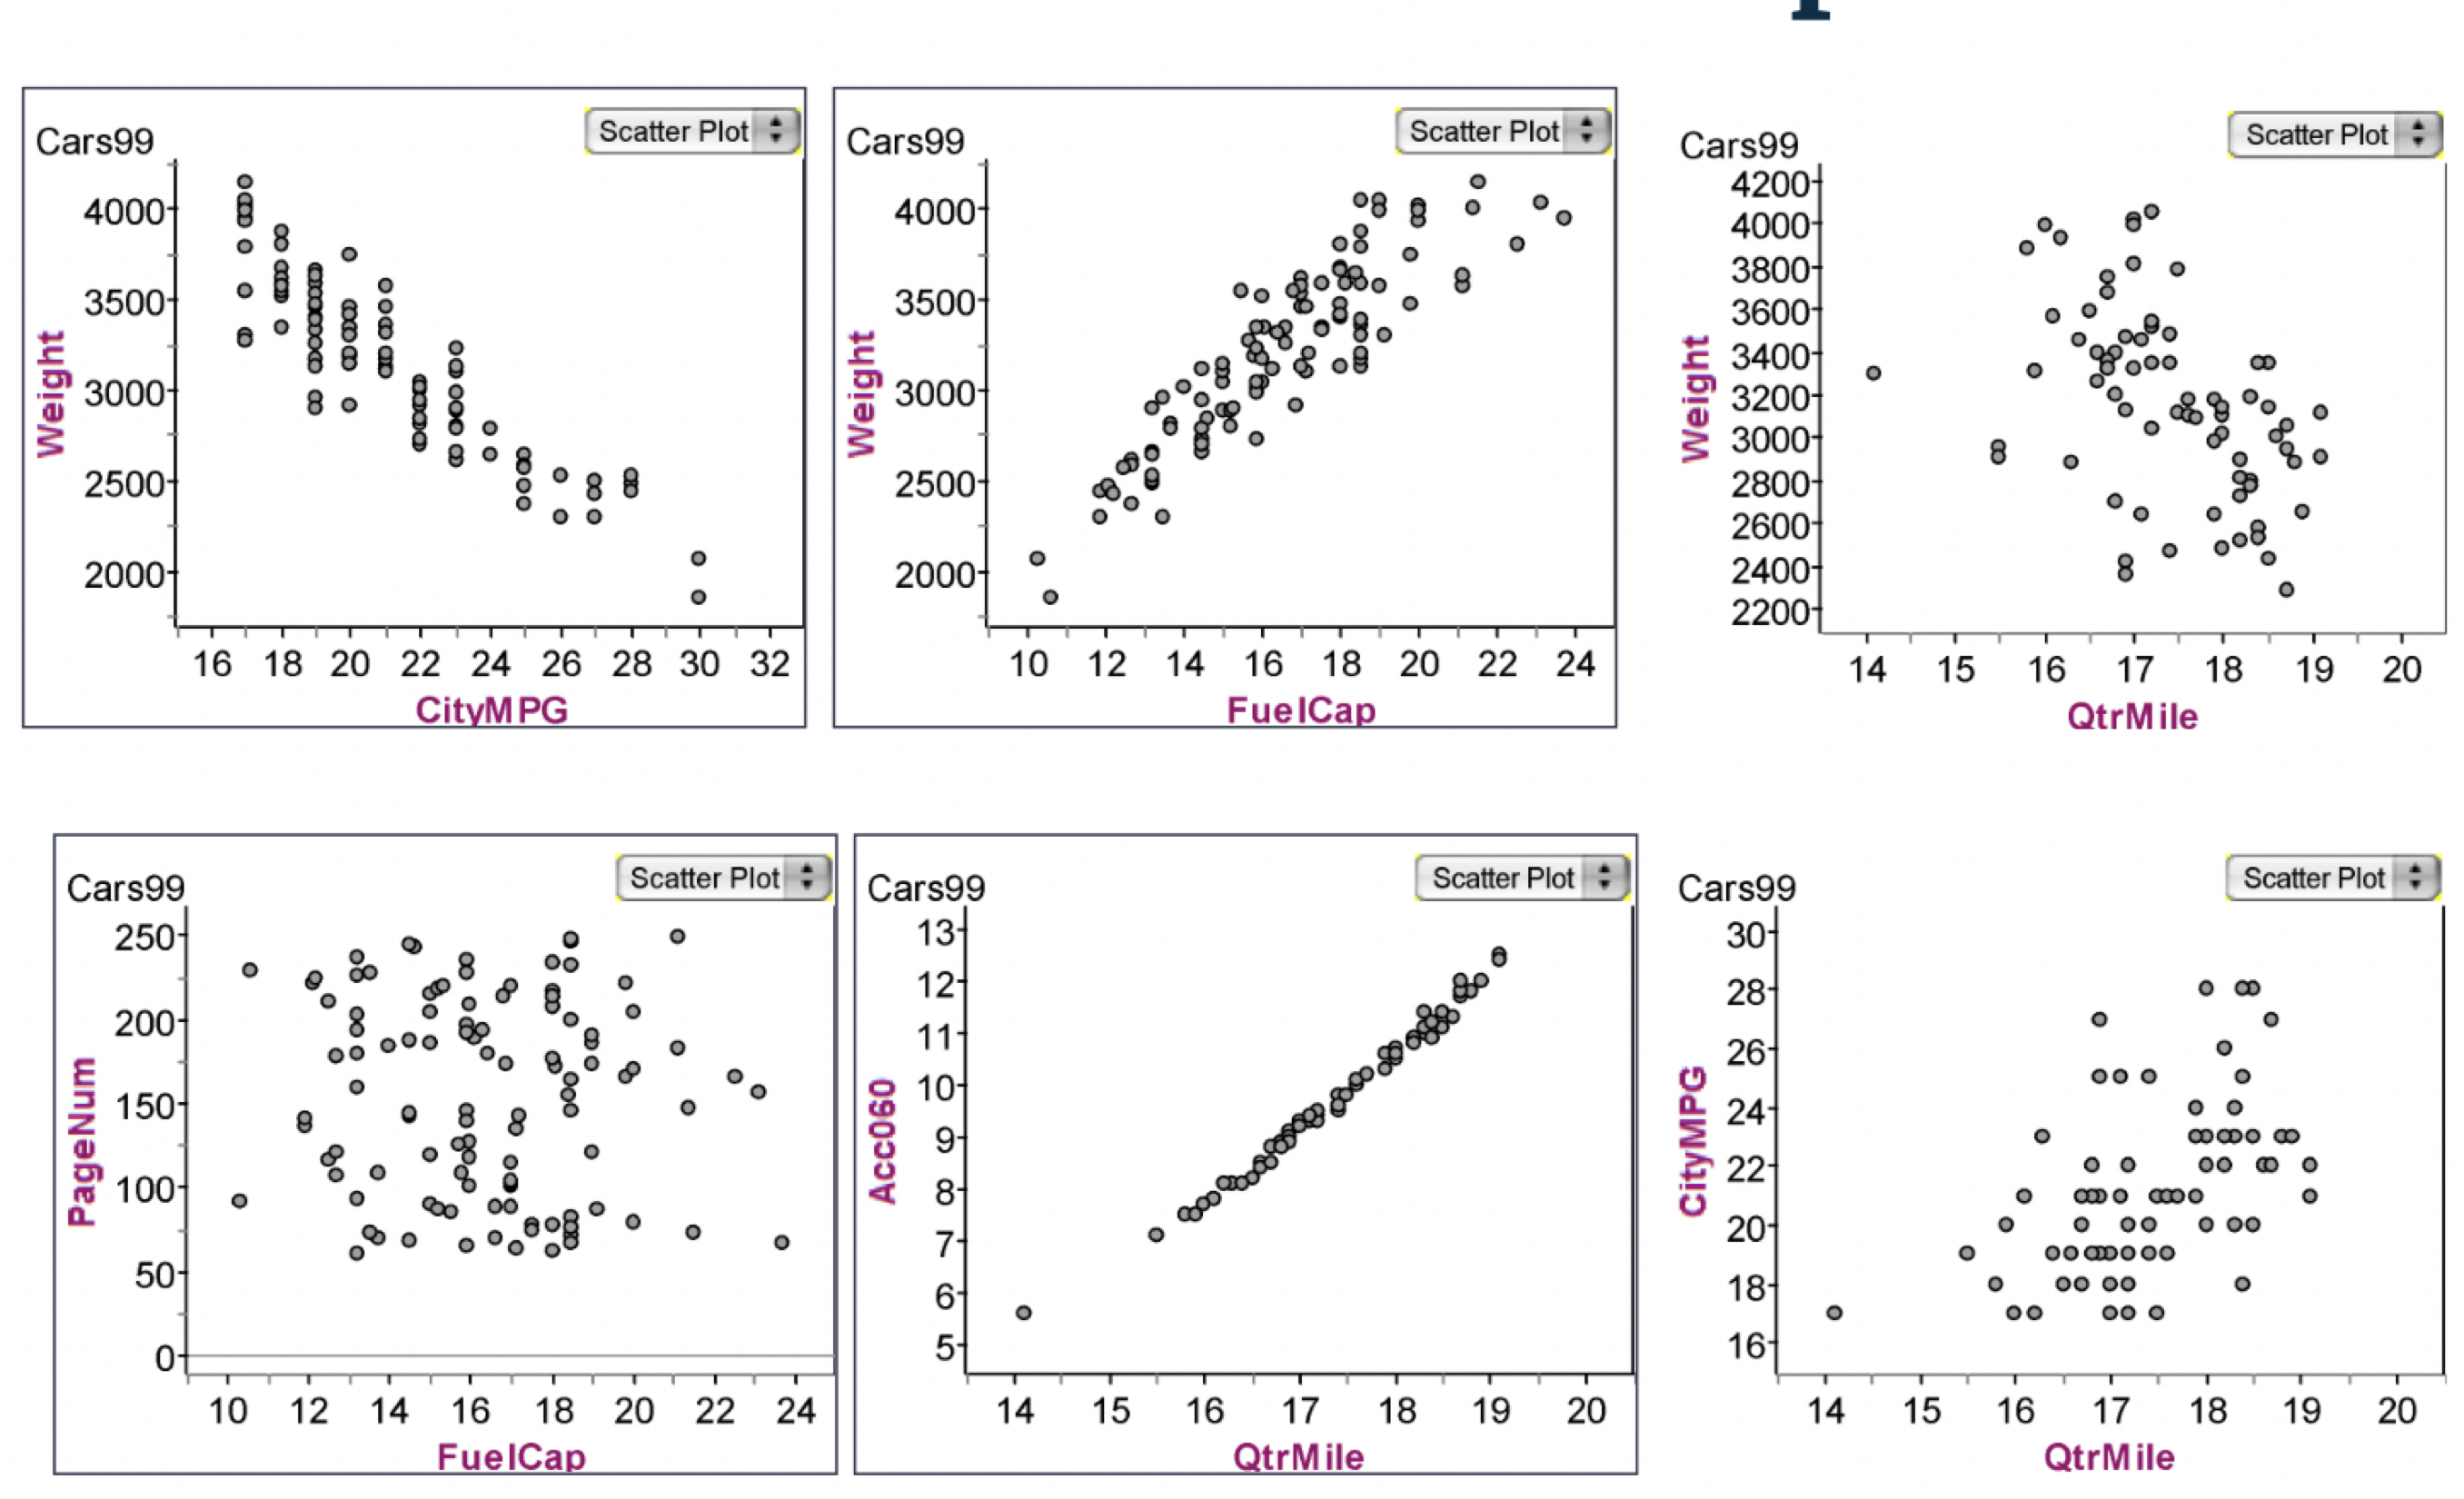 Cars99
Scatter Plot
4000
3500
3000
2500
2000
Weight
16 18 20 22 24 26 28 30 32
CityMPG
Cars99
Scatter Plot
4000
3500
3000
2500
2000
Weight
10 12 14 16 18 20 22 24
FuelCap
Cars99
Scatter Plot
4200
4000
3800
3600
3400
3200
3000
2800
2600
2400
2200
Weight
14 15 16 17 18 19 20
QtrMile
Cars99
Scatter Plot
250
200
150
100
50
0
PageNum
10 12 14 16 18 20 22 24
FuelCap
Cars99
Scatter Plot
13
12
11
10
9
8
7
6
5
Acc060
14 15 16 17 18 19 20
QtrMile
Cars99
Scatter Plot
30
28
26
24
22
20
18
16
CityMPG
14 15 16 17 18 19 20
QtrMile